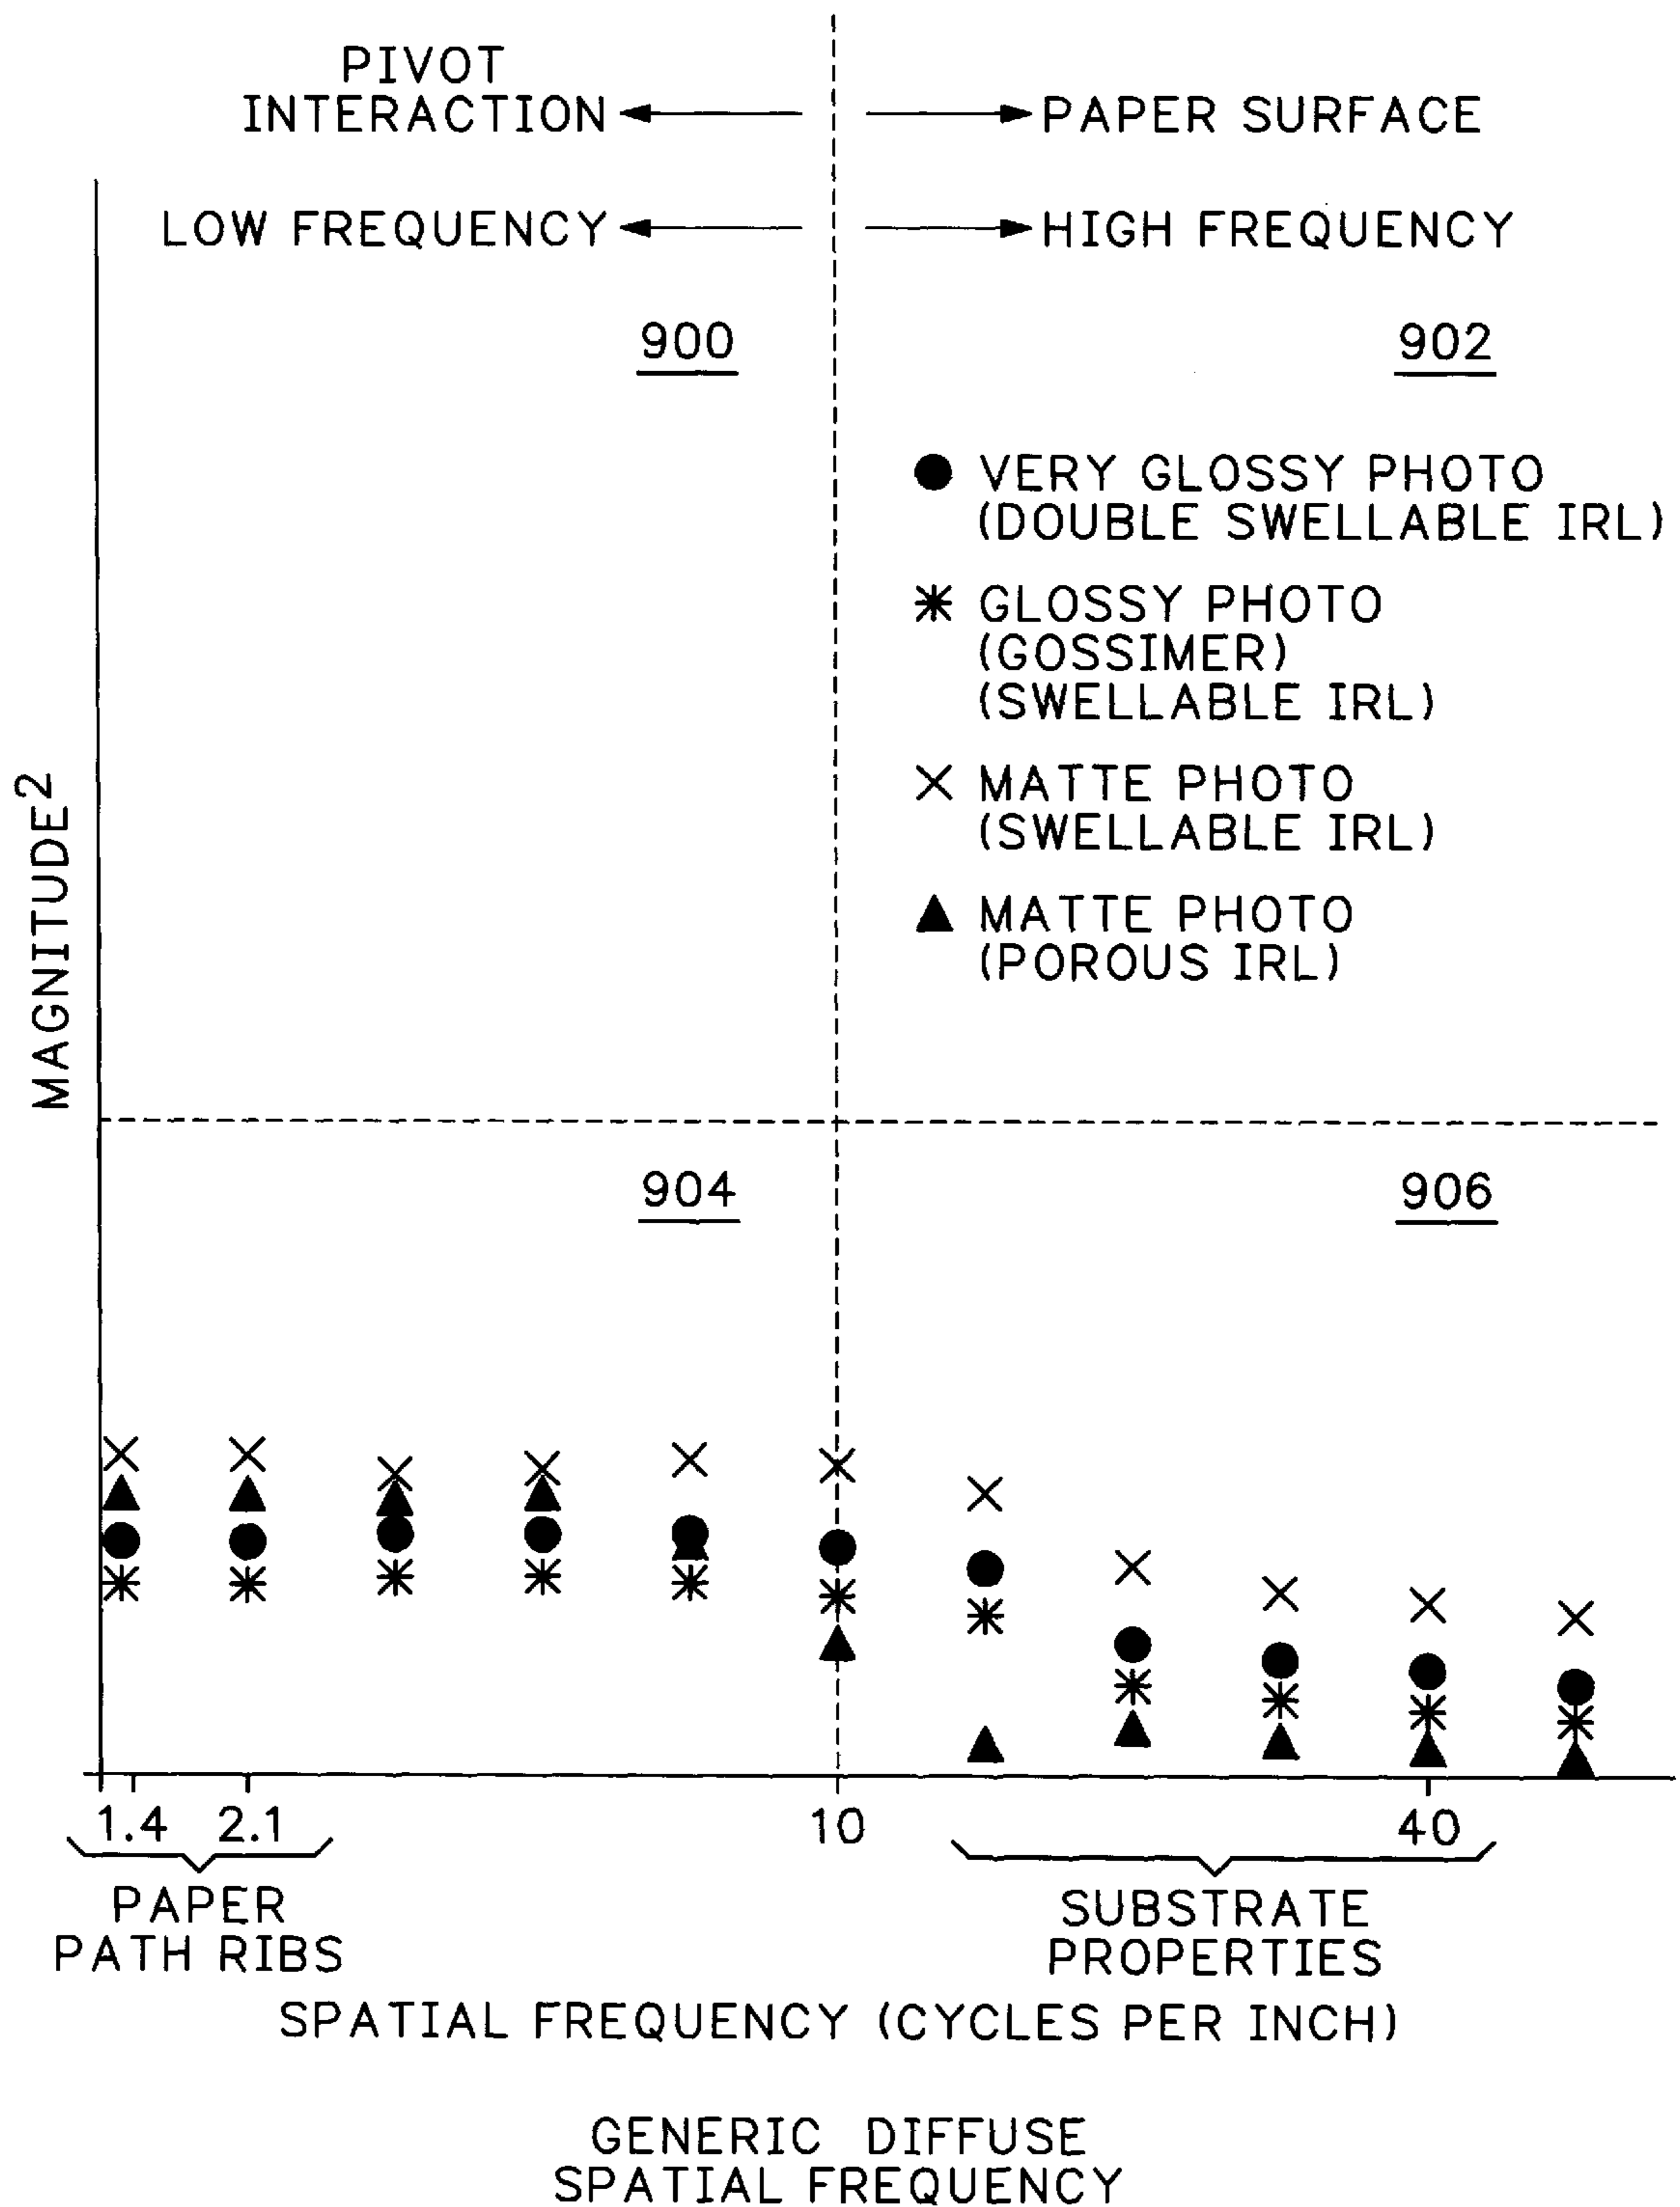 PIVOT
INTERACTION
PAPER SURFACE
LOW FREQUENCY
HIGH FREQUENCY
900
902
VERY GLOSSY PHOTO
(DOUBLE SWELLABLE IRL)
GLOSSY PHOTO
(GOSSIMER)
(SWELLABLE IRL)
MATTE PHOTO
(SWELLABLE IRL)
MATTE PHOTO
(POROUS IRL)
MAGNITUDE²
904
906
1.4 2.1 10 40
PAPER
PATH RIBS
SUBSTRATE
PROPERTIES
SPATIAL FREQUENCY (CYCLES PER INCH)
GENERIC DIFFUSE
SPATIAL FREQUENCY